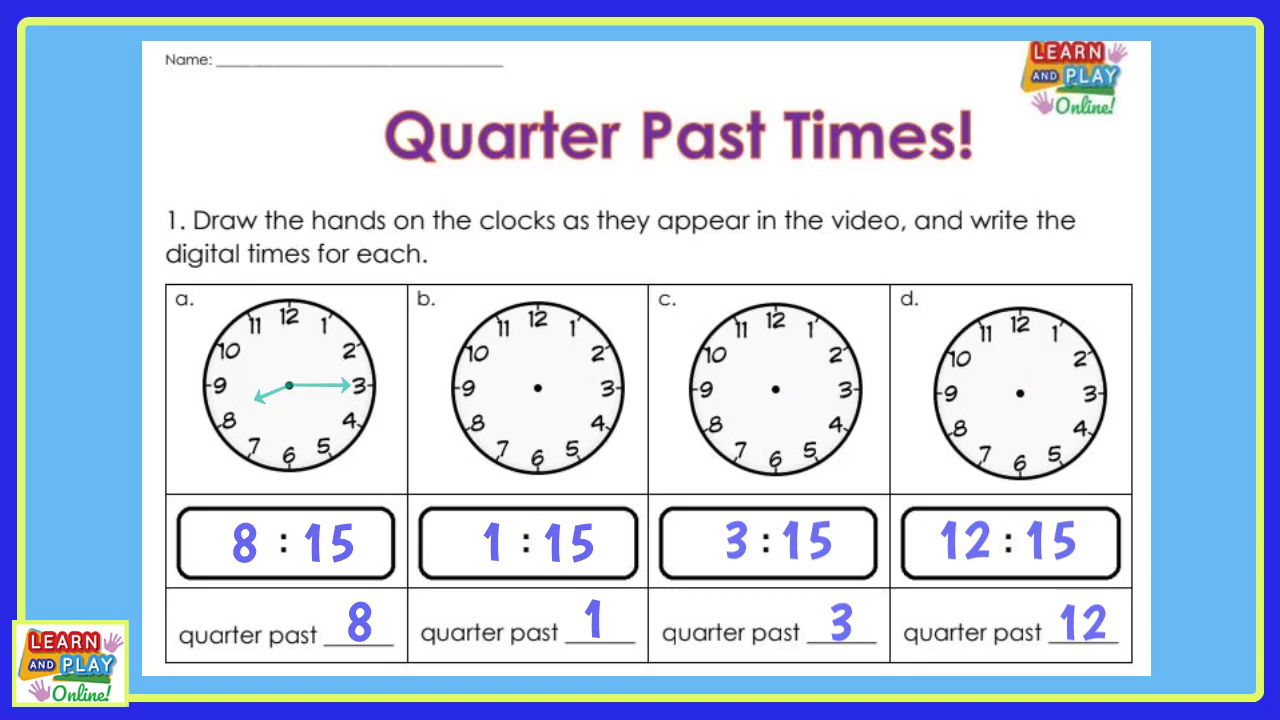 Name: ___________________________________
LEARN
AND PLAY
Online!
Quarter Past Times!
1. Draw the hands on the clocks as they appear in the video, and write the
digital times for each.
a.
12
11 1
10 2
9 3
8 4
7 5
6
b.
12
11 1
10 2
9 3
8 4
7 5
6
c.
12
11 1
10 2
9 3
8 4
7 5
6
d.
12
11 1
10 2
9 3
8 4
7 5
6
8 : 15
1 : 15
3 : 15
12 : 15
quarter past 8
quarter past 1
quarter past 3
quarter past 12
LEARN
AND PLAY
Online!